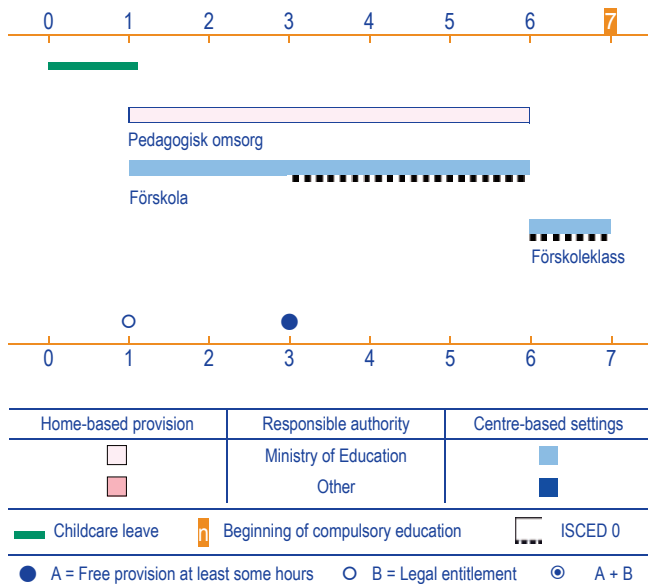 0 1 2 3 4 5 6 7
Pedagogisk omsorg
Förskola
Förskoleklass
0 1 2 3 4 5 6 7
Home-based provision Responsible authority Centre-based settings
Ministry of Education
Other
Childcare leave n Beginning of compulsory education ISCED 0
A = Free provision at least some hours B = Legal entitlement A + B